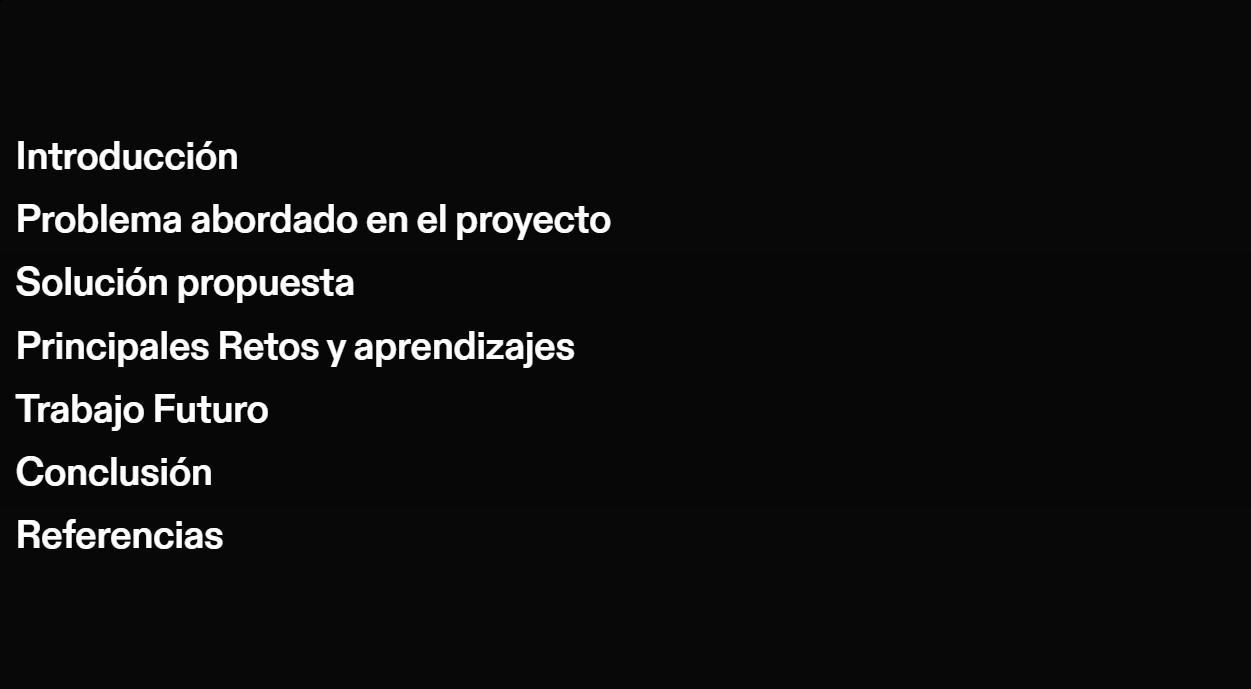 Introducción
Problema abordado en el proyecto
Solución propuesta
Principales Retos y aprendizajes
Trabajo Futuro
Conclusión
Referencias